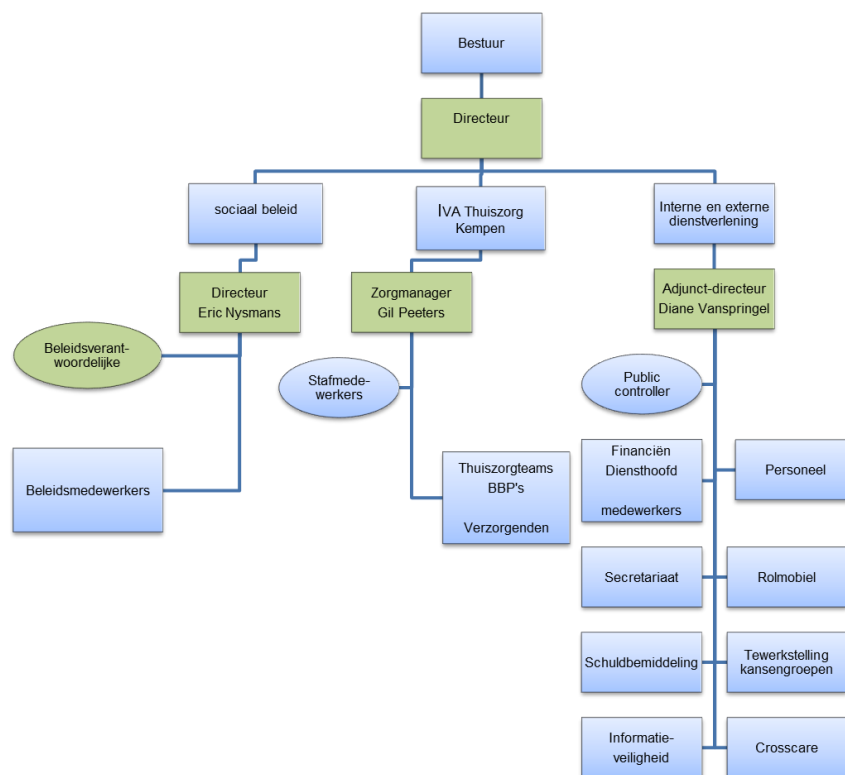 Bestuur
Directeur
sociaal beleid
IVA Thuiszorg
Kempen
Interne en externe
dienstverlening
Directeur
Eric Nysmans
Zorgmanager
Gil Peeters
Adjunct-directeur
Diane Vanspringel
Beleidsverant-
woordelijke
Stafmede-
werkers
Public
controller
Beleidsmedewerkers
Thuiszorgteams
BBP's
Verzorgenden
Financiën
Diensthoofd
medewerkers
Personeel
Secretariaat
Rolmobiel
Schuldbemiddeling
Tewerkstelling
kansengroepen
Informatie-
veiligheid
Crosscare